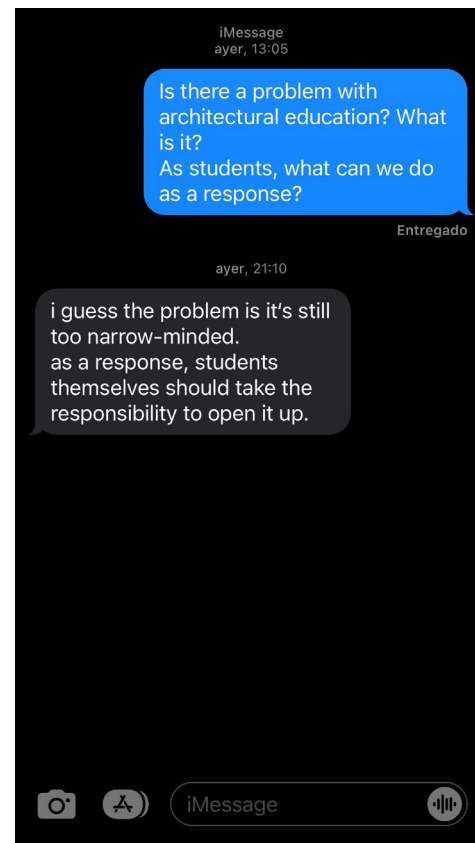 iMessage
ayer, 13:05
Is there a problem with
architectural education? What
is it?
As students, what can we do
as a response?
Entregado
ayer, 21:10
i guess the problem is it's still
too narrow-minded.
as a response, students
themselves should take the
responsibility to open it up.
iMessage